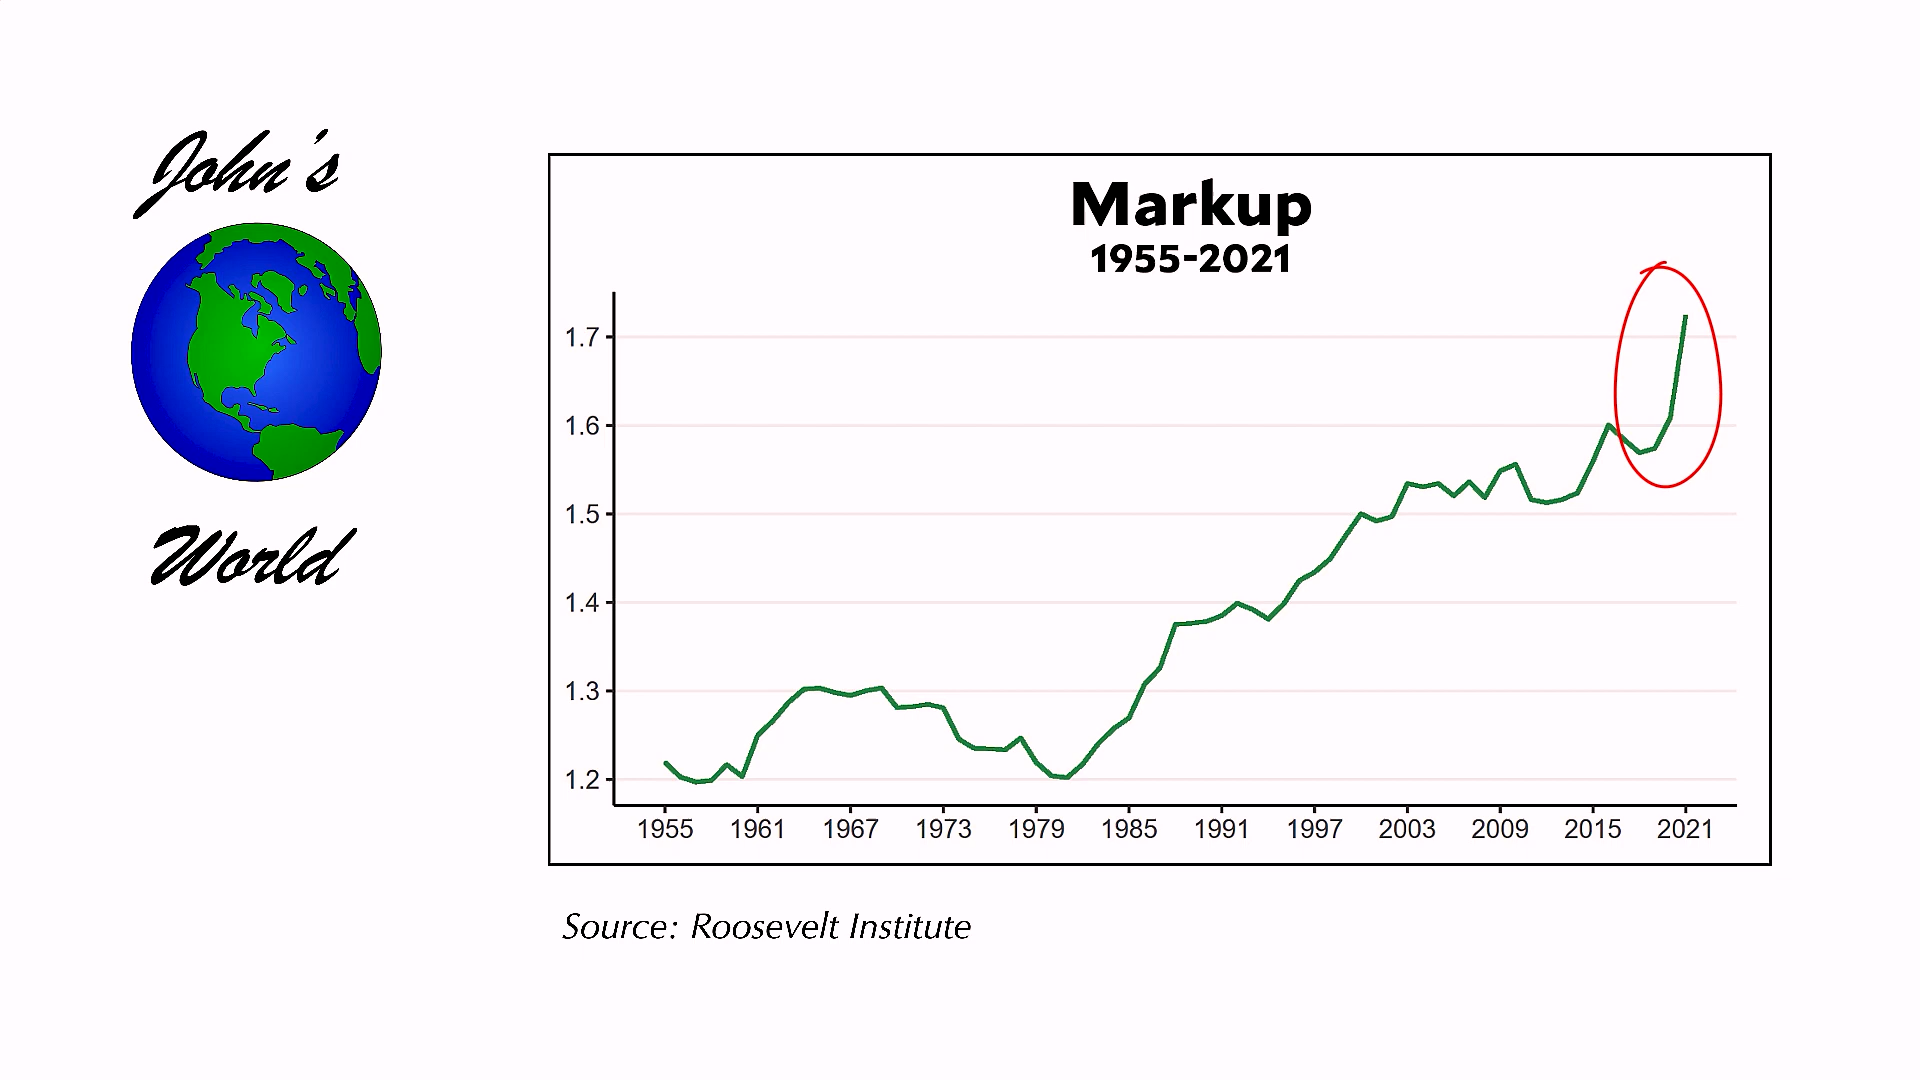 John's
World
Markup
1955-2021
1.7
1.6
1.5
1.4
1.3
1.2
1955 1961 1967 1973 1979 1985 1991 1997 2003 2009 2015 2021
Source: Roosevelt Institute